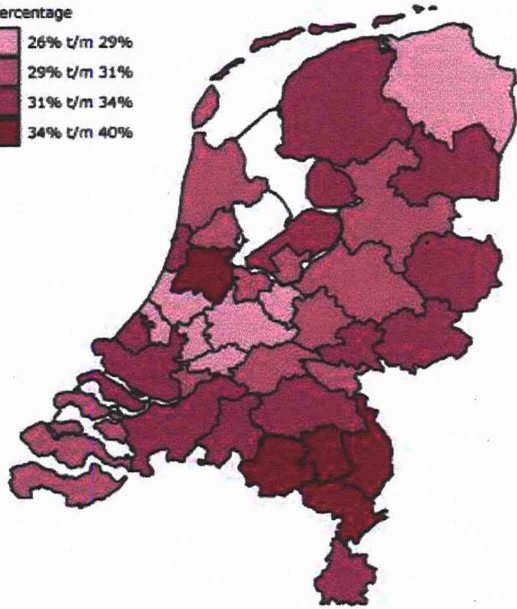 ercentage
26% t/m 29%
29% t/m 31%
31% t/m 34%
34% t/m 40%